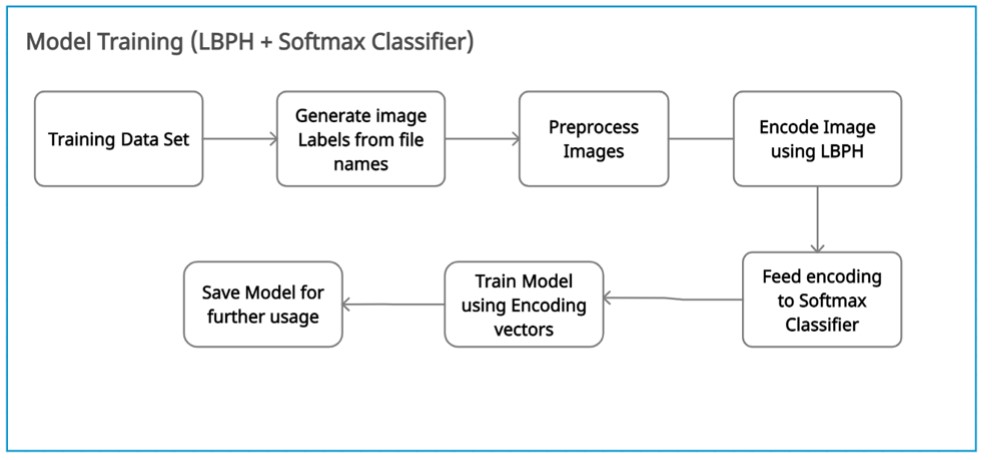 Model Training (LBPH + Softmax Classifier)
Training Data Set
Generate image
Labels from file
names
Preprocess
Images
Encode Image
using LBPH
Feed encoding
to Softmax
Classifier
Train Model
using Encoding
vectors
Save Model for
further usage